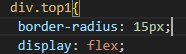 div.top1{
border-radius: 15px;
display: flex;